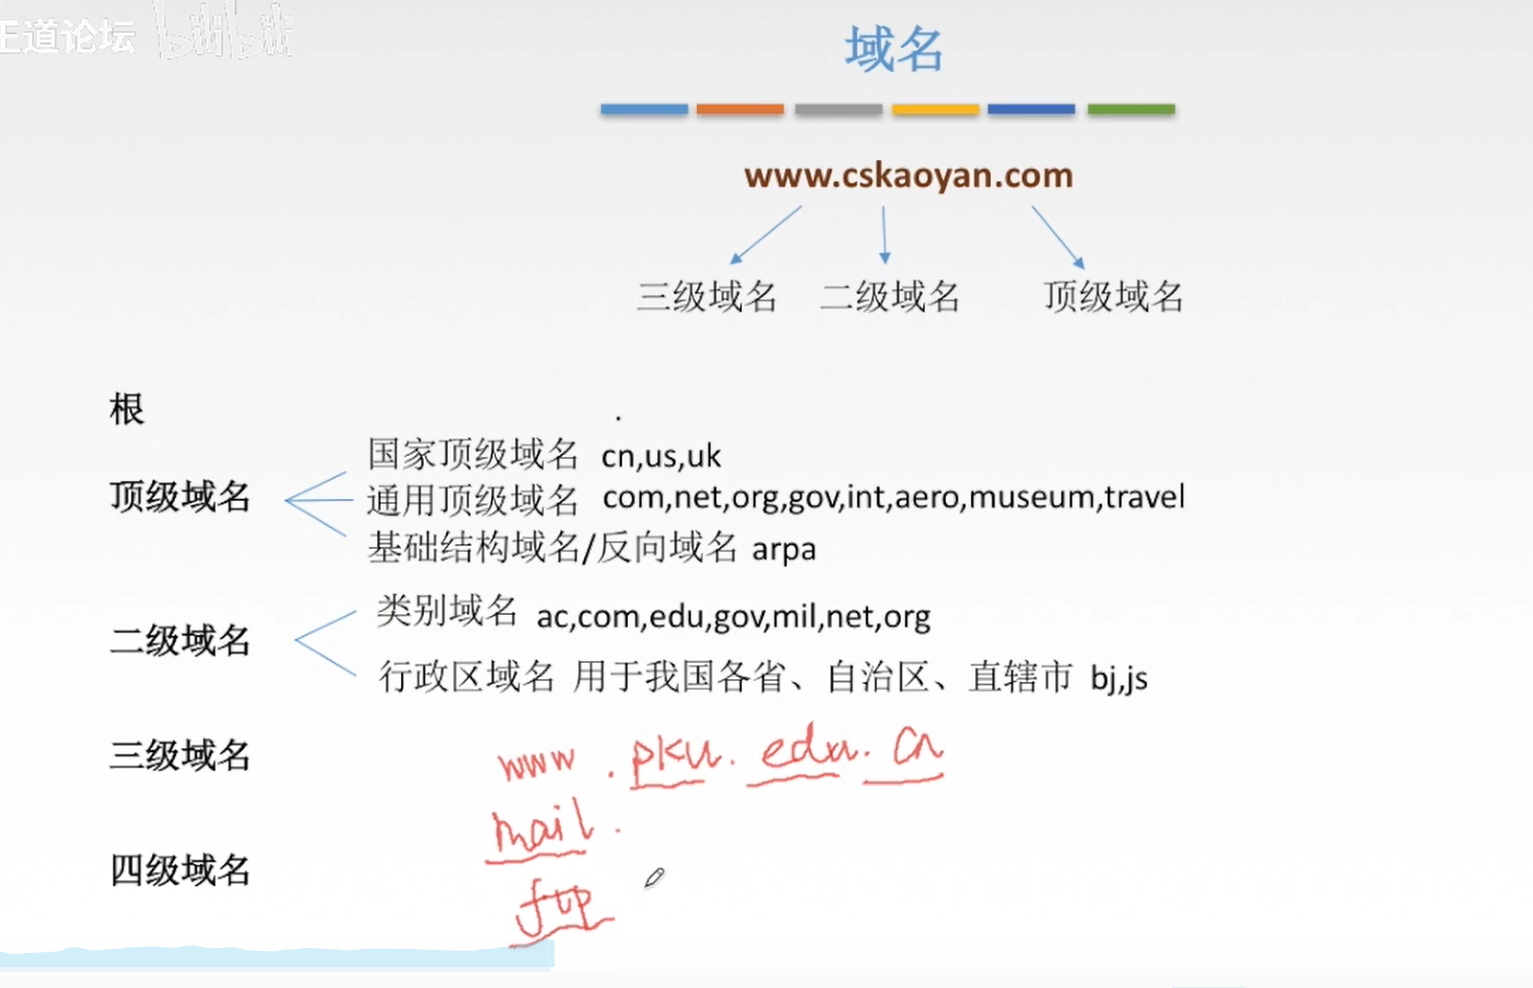 王道论坛 bilibili
域名
www.cskaoyan.com
三级域名 二级域名 顶级域名
根 .
国家顶级域名 cn,us,uk
顶级域名 通用顶级域名 com,net,org,gov,int,aero,museum,travel
基础结构域名/反向域名 arpa
类别域名 ac,com,edu,gov,mil,net,org
二级域名
行政区域名 用于我国各省、自治区、直辖市 bj,js
三级域名 www.pku.edu.cn
mail.
四级域名
ftp